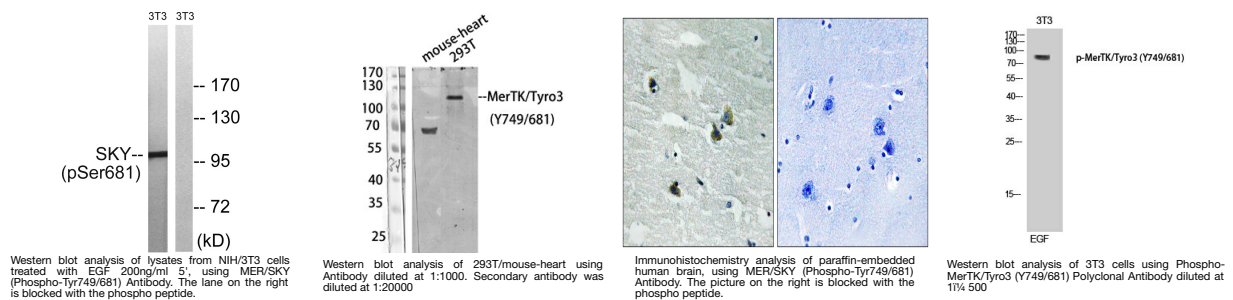 3T3 3T3
-- 170
-- 130
SKY--
(pSer681)
-- 95
-- 72
(kD)
Western blot analysis of lysates from NIH/3T3 cells
treated with EGF 200ng/ml 5', using MER/SKY
(Phospho-Tyr749/681) Antibody. The lane on the right
is blocked with the phospho peptide.
mouse-heart
293T
170
130
100
70
55
40
35
25
--MerTK/Tyro3
(Y749/681)
Western blot analysis of 293T/mouse-heart using
Antibody diluted at 1:1000. Secondary antibody was
diluted at 1:20000
Immunohistochemistry analysis of paraffin-embedded
human brain, using MER/SKY (Phospho-Tyr749/681)
Antibody. The picture on the right is blocked with the
phospho peptide.
3T3
170--
130--
100--
70--
55--
40--
35--
25--
15--
p-MerTK/Tyro3 (Y749/681)
EGF
Western blot analysis of 3T3 cells using Phospho-
MerTK/Tyro3 (Y749/681) Polyclonal Antibody diluted at
1ï¼ 500